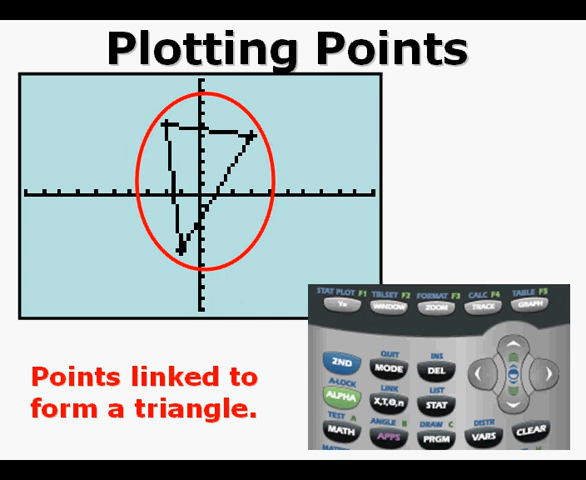 Plotting Points
Points linked to
form a triangle.
STAT PLOT F1 TBLSET F2 FORMAT F3 CALC F4 TABLE F5
Y= WINDOW ZOOM TRACE GRAPH
QUIT INS
2ND MODE DEL
A-LOCK LINK LIST
ALPHA X,T,θ,n STAT
TEST A ANGLE B DRAW C DISTR
MATH APPS PRGM VARS CLEAR